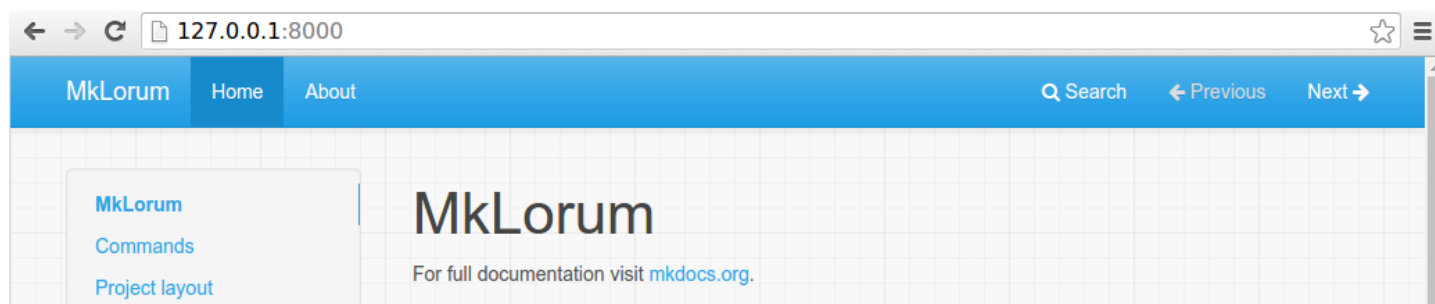 127.0.0.1:8000
MkLorum Home About Search Previous Next
MkLorum
Commands
Project layout
MkLorum
For full documentation visit mkdocs.org.